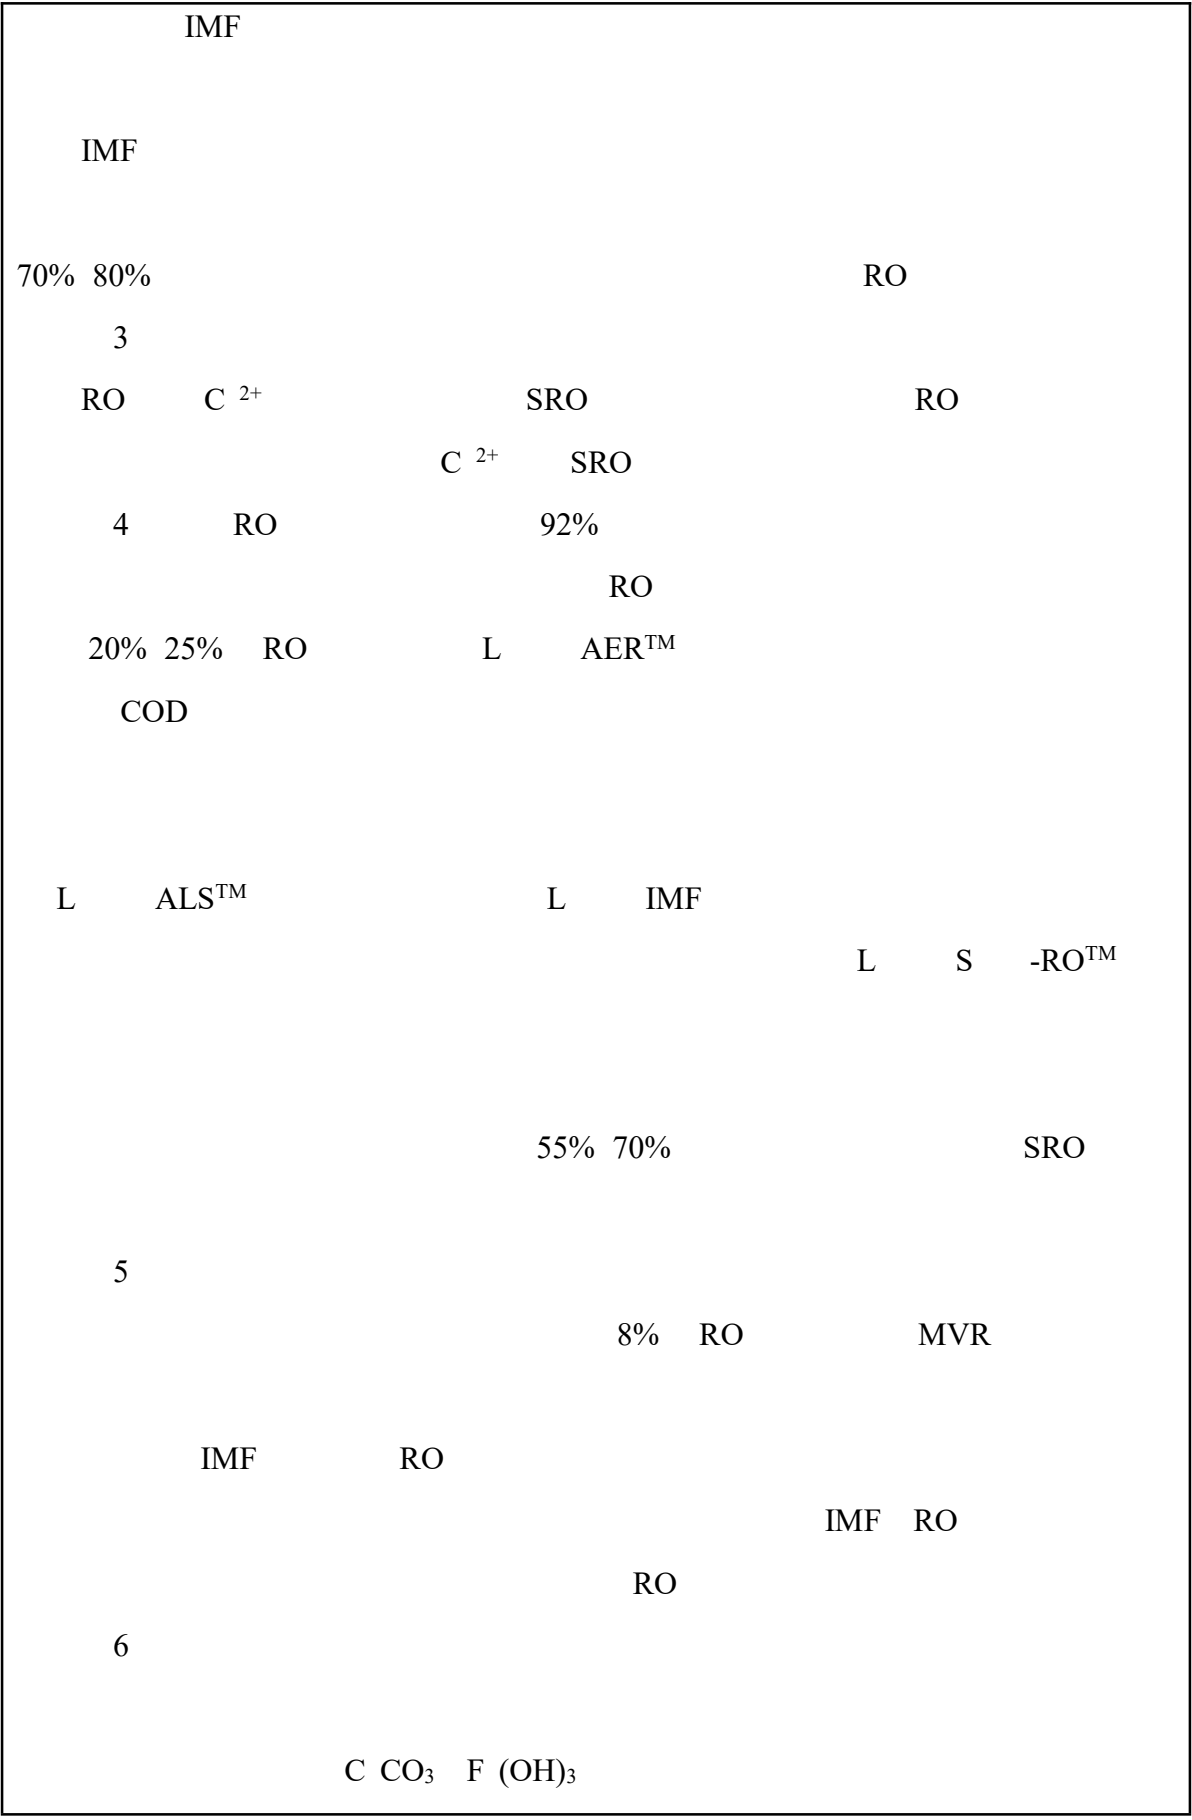 IMF
IMF
70% 80% RO
3
RO C 2+ SRO RO
C 2+ SRO
4 RO 92%
RO
20% 25% RO L AER™
COD
L ALS™ L IMF
L S -RO™
55% 70% SRO
5
8% RO MVR
IMF RO
IMF RO
RO
6
C CO₃ F (OH)₃